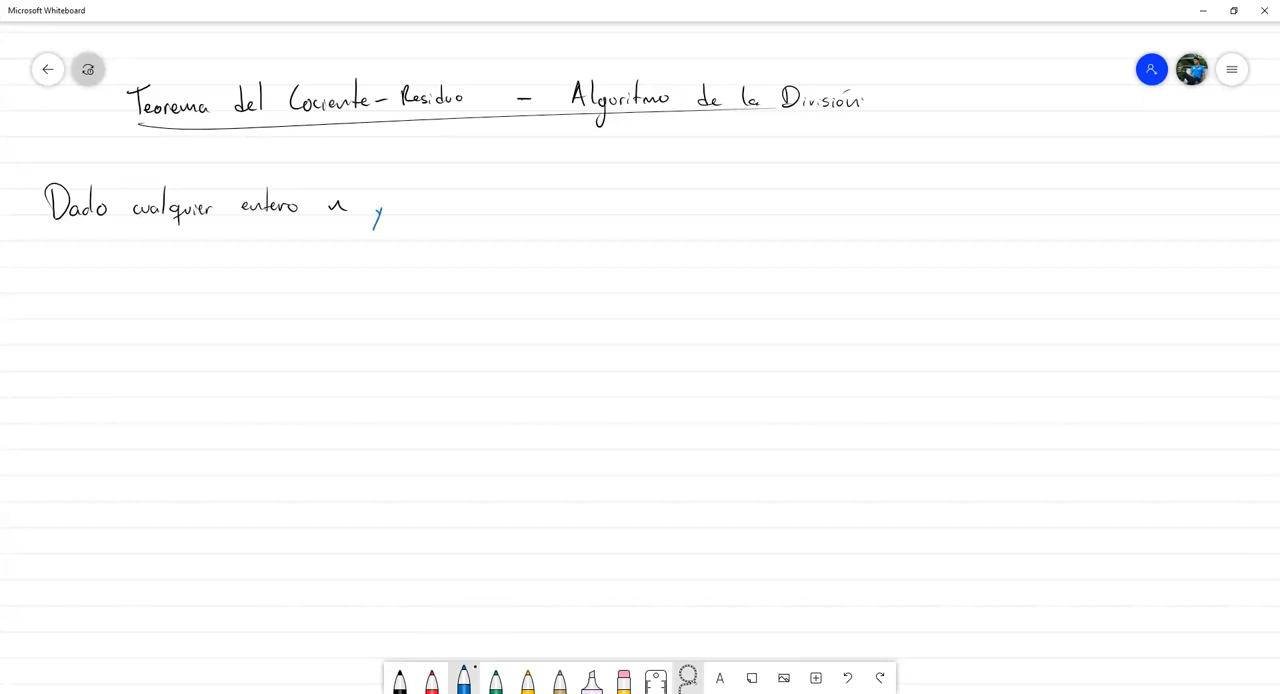 Microsoft Whiteboard
Teorema del Cociente - Residuo - Algoritmo de la División
Dado cualquier entero n y
A